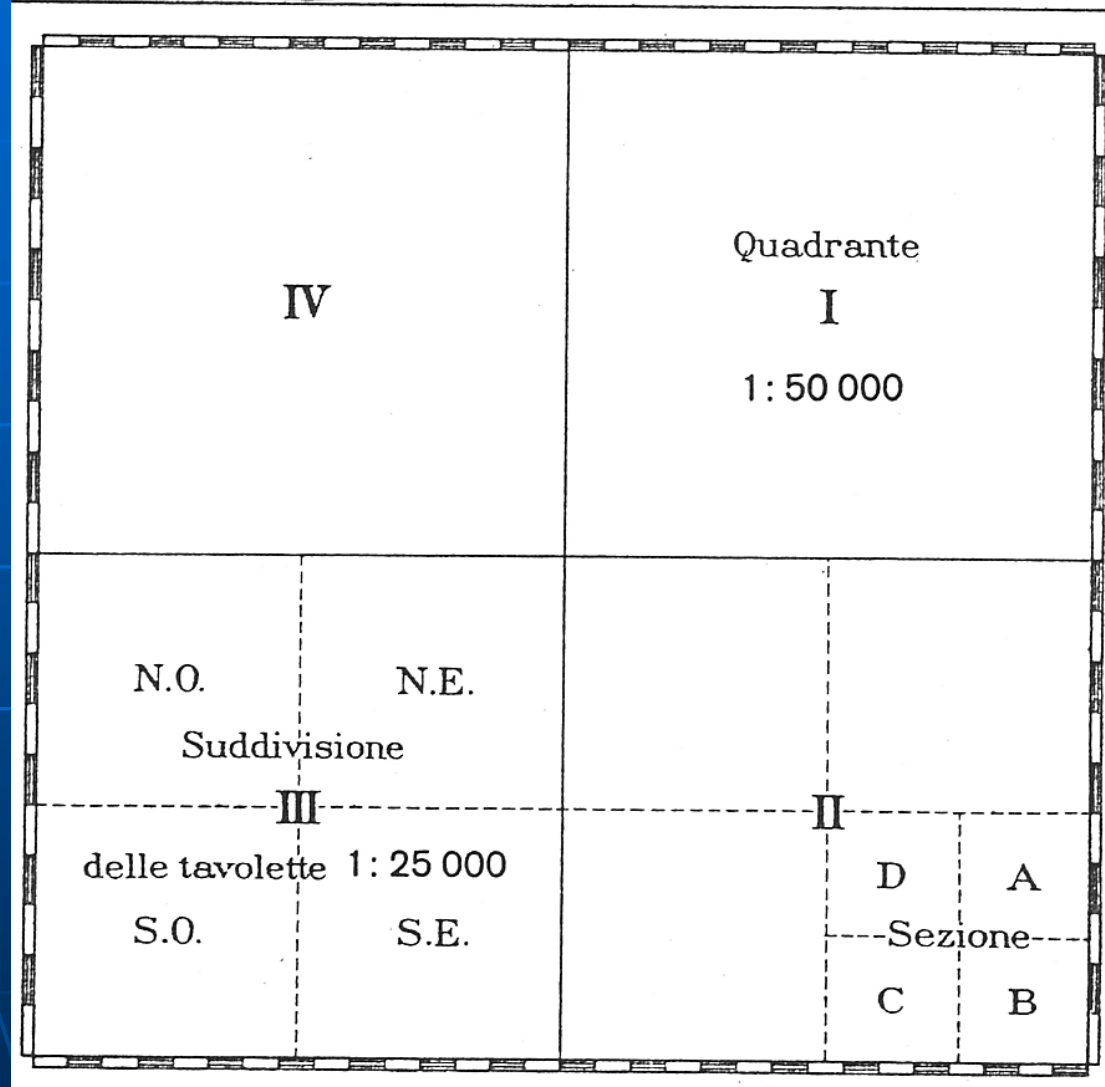 Quadrante
IV
I
1: 50 000
N.O.
N.E.
Suddivisione
III
delle tavolette 1: 25 000
S.O.
S.E.
II
D
A
Sezione
C
B